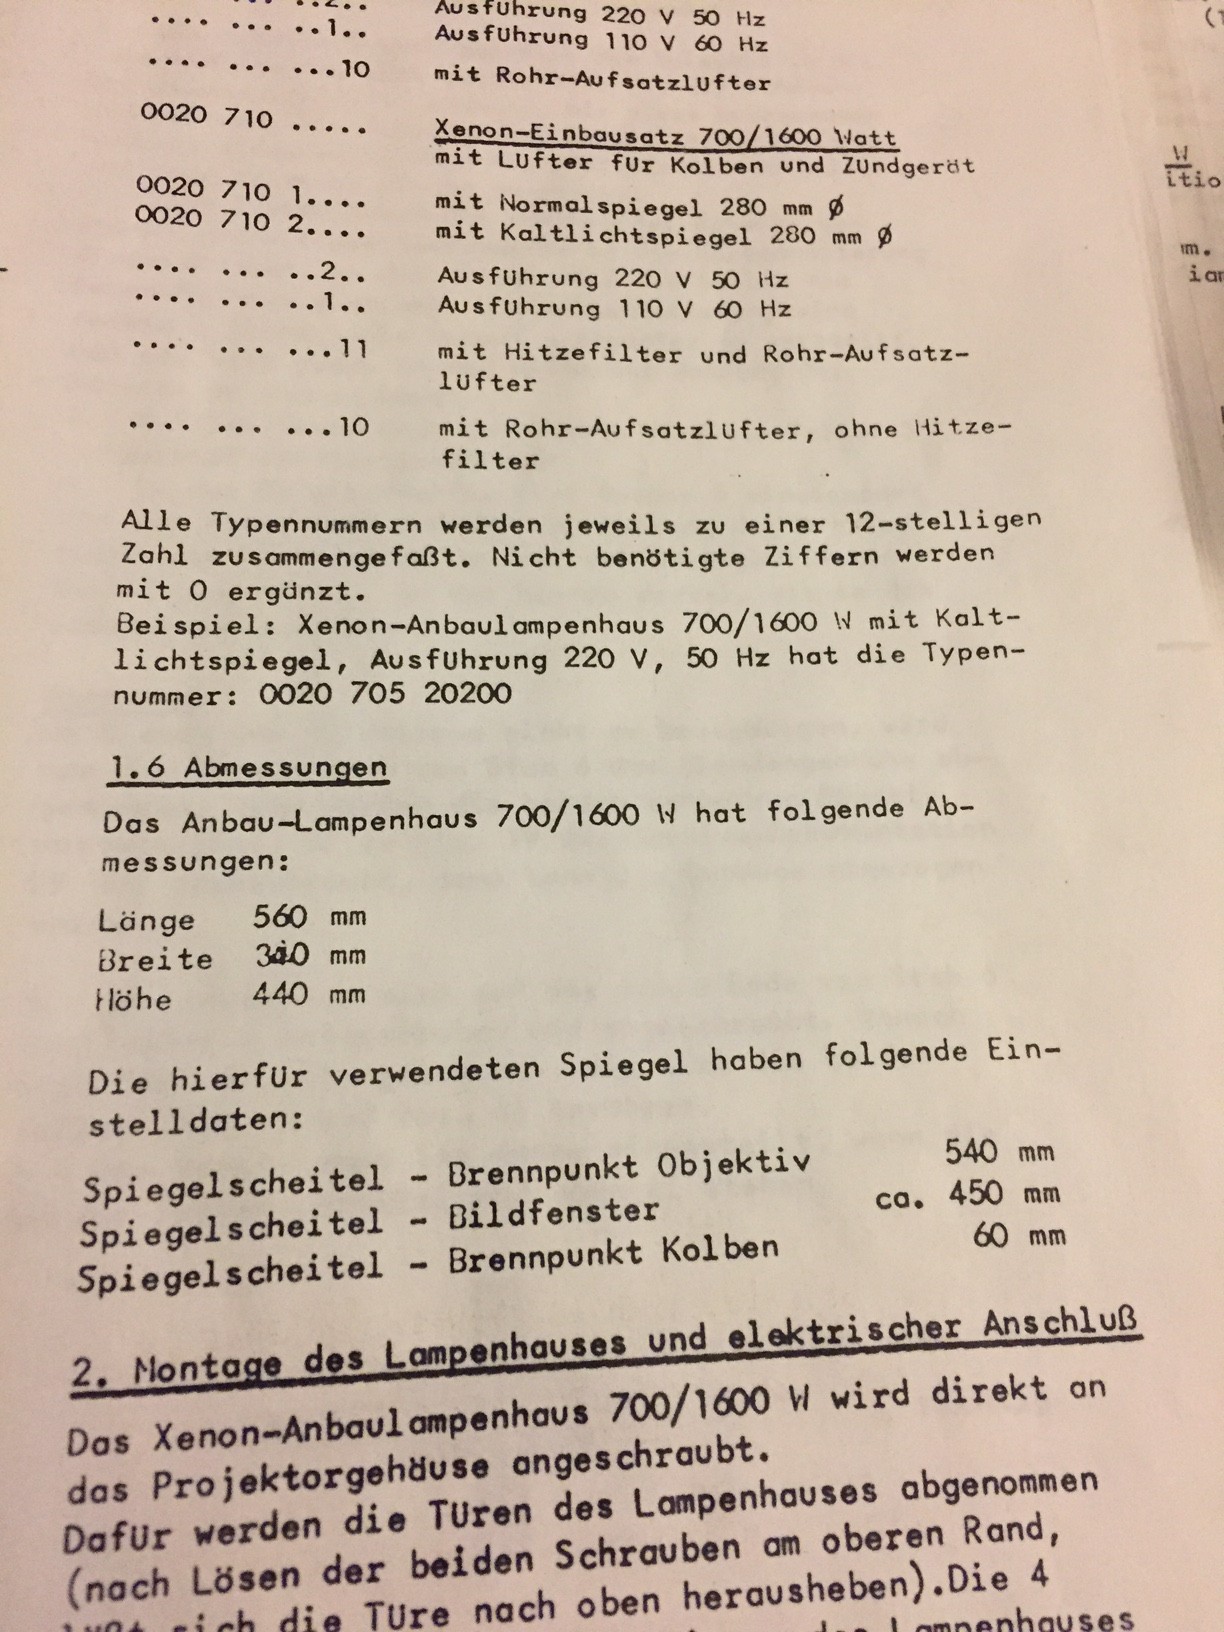 ..2.. Ausführung 220 V 50 Hz
.... ... ..1.. Ausführung 110 V 60 Hz
.... ... ...10 mit Rohr-Aufsatzlüfter
0020 710 ..... Xenon-Einbausatz 700/1600 Watt
mit Lüfter für Kolben und Zündgerät
0020 710 1.... mit Normalspiegel 280 mm Ø
0020 710 2.... mit Kaltlichtspiegel 280 mm Ø
.... ... ..2.. Ausführung 220 V 50 Hz
.... ... ..1.. Ausführung 110 V 60 Hz
.... ... ...11 mit Hitzefilter und Rohr-Aufsatz-
lüfter
.... ... ...10 mit Rohr-Aufsatzlüfter, ohne Hitze-
filter
Alle Typennummern werden jeweils zu einer 12-stelligen
Zahl zusammengefaßt. Nicht benötigte Ziffern werden
mit 0 ergänzt.
Beispiel: Xenon-Anbaulampenhaus 700/1600 W mit Kalt-
lichtspiegel, Ausführung 220 V, 50 Hz hat die Typen-
nummer: 0020 705 20200
1.6 Abmessungen
Das Anbau-Lampenhaus 700/1600 W hat folgende Ab-
messungen:
Länge 560 mm
Breite mm
Höhe 440 mm
Die hierfür verwendeten Spiegel haben folgende Ein-
stelldaten:
Spiegelscheitel - Brennpunkt Objektiv 540 mm
Spiegelscheitel - Bildfenster ca. 450 mm
Spiegelscheitel - Brennpunkt Kolben 60 mm
2. Montage des Lampenhauses und elektrischer Anschluß
Das Xenon-Anbaulampenhaus 700/1600 W wird direkt an
das Projektorgehäuse angeschraubt.
Dafür werden die Türen des Lampenhauses abgenommen
(nach Lösen der beiden Schrauben am oberen Rand,
sich die Türe nach oben herausheben).Die 4
Lampenhauses
W
itio
m.